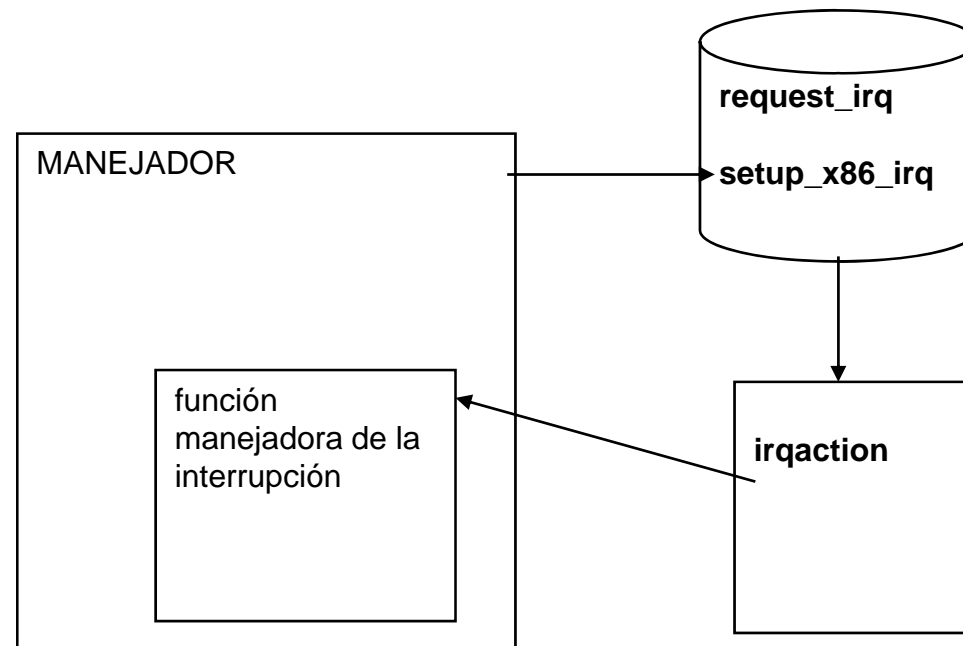 MANEJADOR
función
manejadora de la
interrupción
request_irq
setup_x86_irq
irqaction